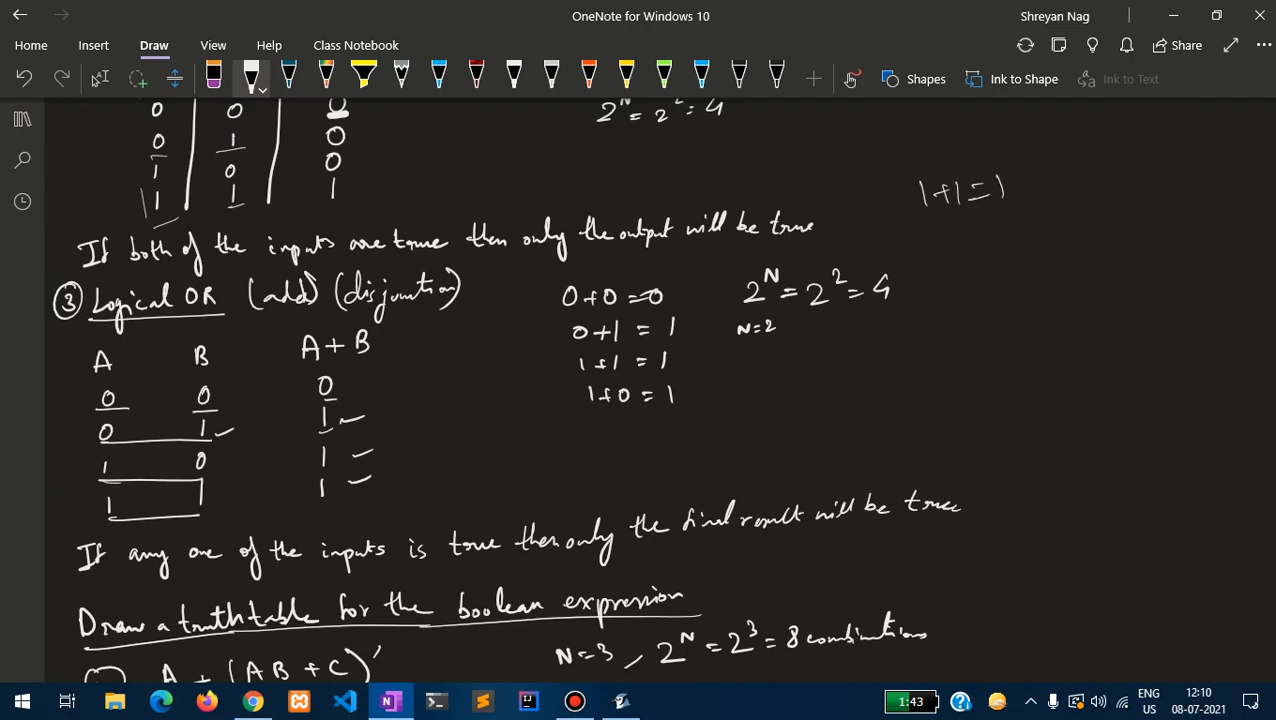 OneNote for Windows 10
Shreyan Nag
Home Insert Draw View Help Class Notebook
Share
Shapes Ink to Shape Ink to Text
0 0 0
2^N = 2^2 = 4
0 1 0
1 0 0
1 1 1
1+1=1
If both of the inputs are true then only the output will be true
③ Logical OR (add) (disjunction)
0+0=0
2^N = 2^2 = 4
0+1 = 1
N=2
A B A+B
1+1 = 1
0 0 0
1+0 = 1
0 1 1
1 0 1
1 1 1
If any one of the inputs is true then only the final result will be true
Draw a truth table for the boolean expression
N=3, 2^N = 2^3 = 8 combinations
A + (AB + C)'
1:43
ENG
US
12:10
08-07-2021